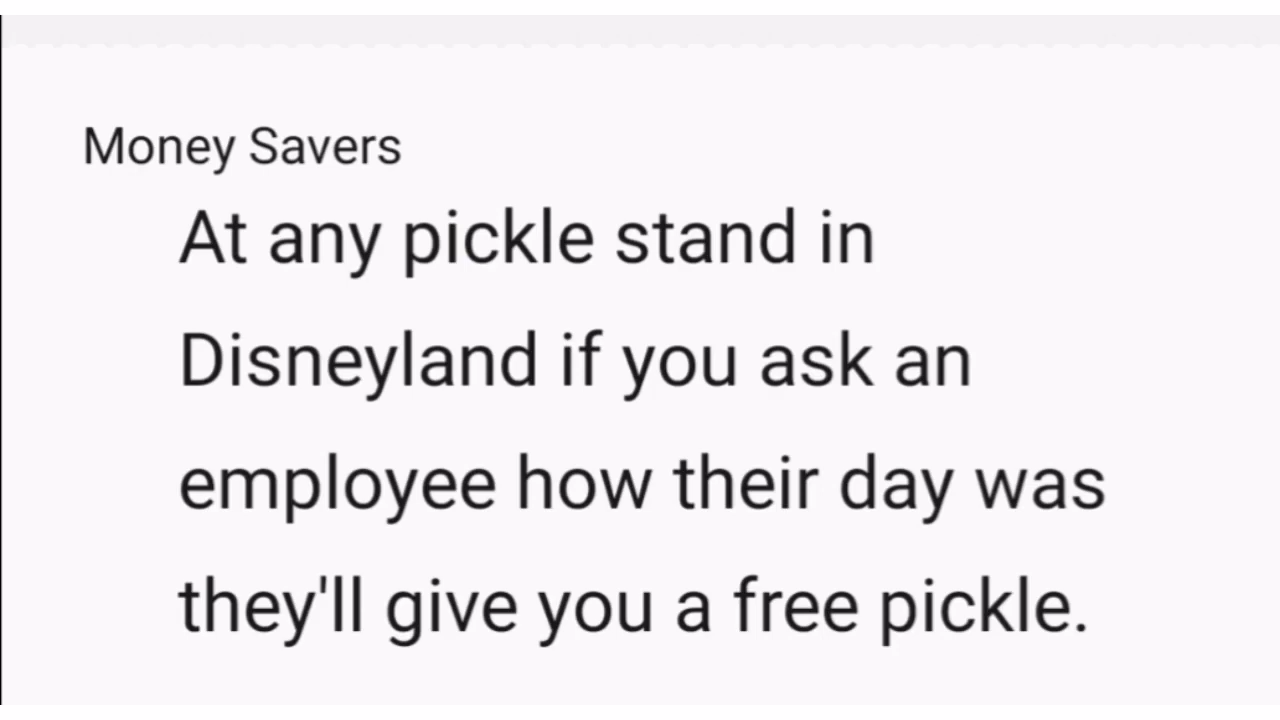 Money Savers
At any pickle stand in
Disneyland if you ask an
employee how their day was
they'll give you a free pickle.